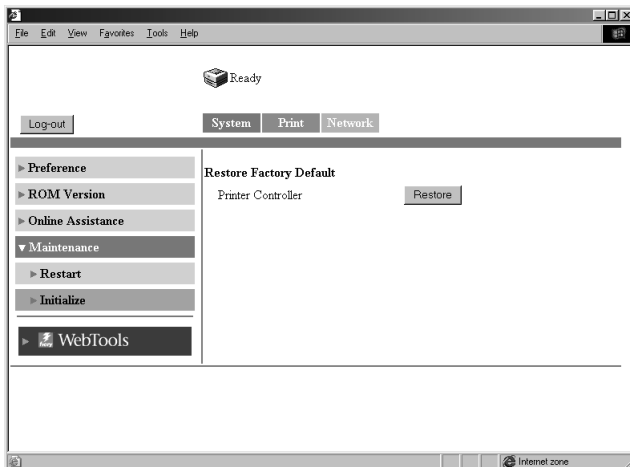 File Edit View Favorites Tools Help
Ready
Log-out
System Print Network
Preference
ROM Version
Online Assistance
Maintenance
Restart
Initialize
WebTools
Restore Factory Default
Printer Controller Restore
Internet zone